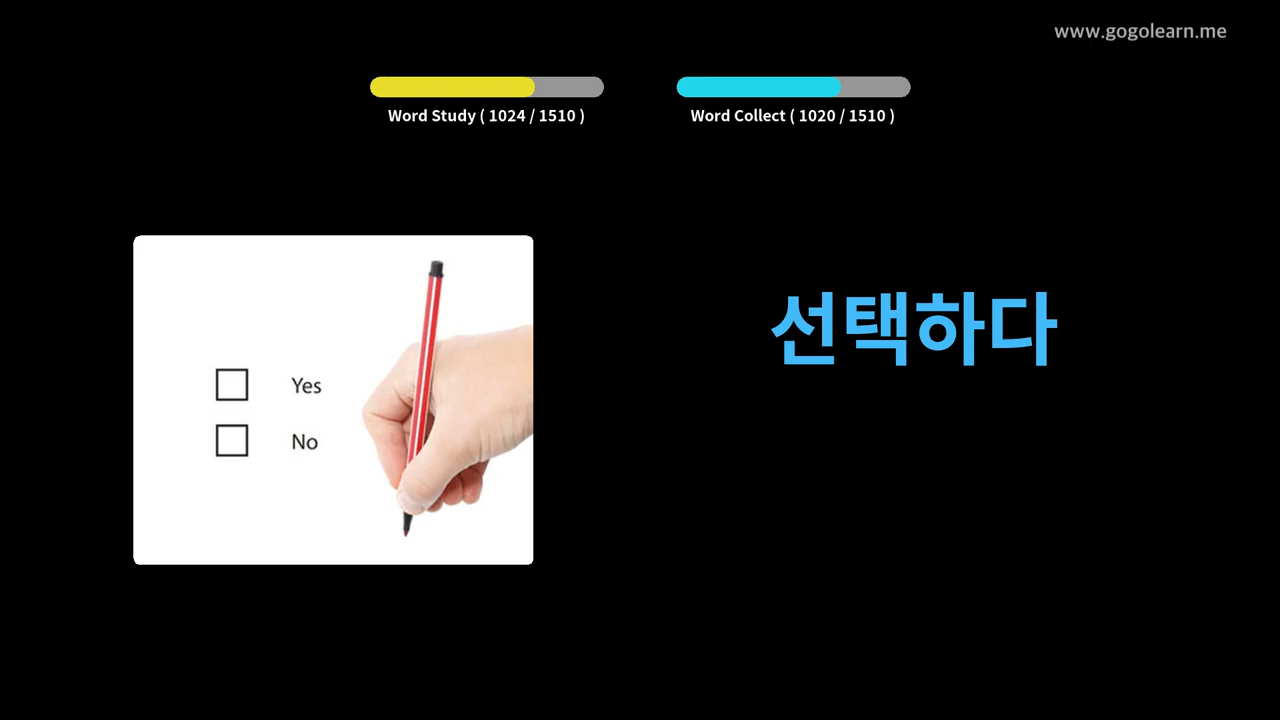 www.gogolearn.me
Word Study ( 1024 / 1510 )
Word Collect ( 1020 / 1510 )
Yes
No
선택하다